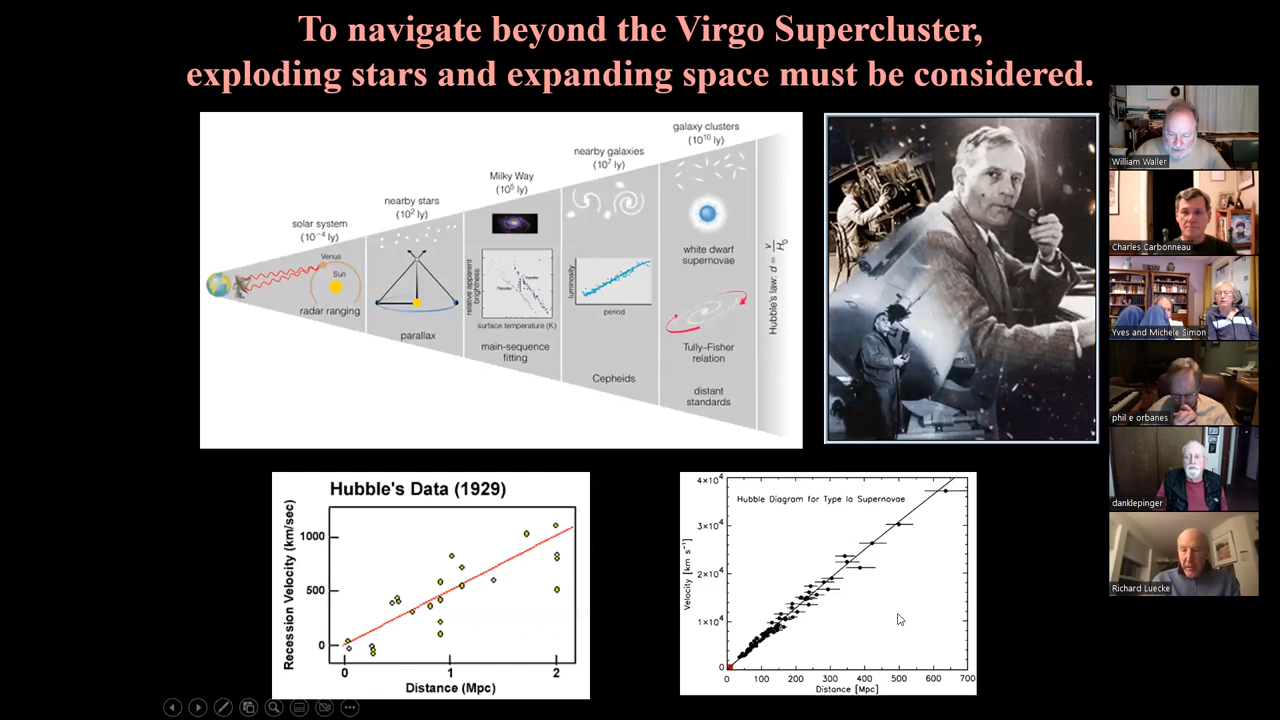 To navigate beyond the Virgo Supercluster,
exploding stars and expanding space must be considered.
galaxy clusters
(10¹⁰ ly)
nearby galaxies
(10⁷ ly)
Milky Way
(10⁵ ly)
nearby stars
(10² ly)
solar system
(10⁻⁴ ly)
Venus
Sun
radar ranging
parallax
relative apparent
brightness
Hyades
Pleiades
surface temperature (K)
main-sequence
fitting
luminosity
period
Cepheids
white dwarf
supernovae
Tully–Fisher
relation
distant
standards
Hubble's law: d = v/H₀
William Waller
Charles Carbonneau
Yves and Michele Simon
phil e orbanes
danklepinger
Richard Luecke
Hubble's Data (1929)
Recession Velocity (km/sec)
1000
500
0
0 1 2
Distance (Mpc)
Hubble Diagram for Type Ia Supernovae
Velocity [km s⁻¹]
4×10⁴
3×10⁴
2×10⁴
1×10⁴
0
0 100 200 300 400 500 600 700
Distance [Mpc]